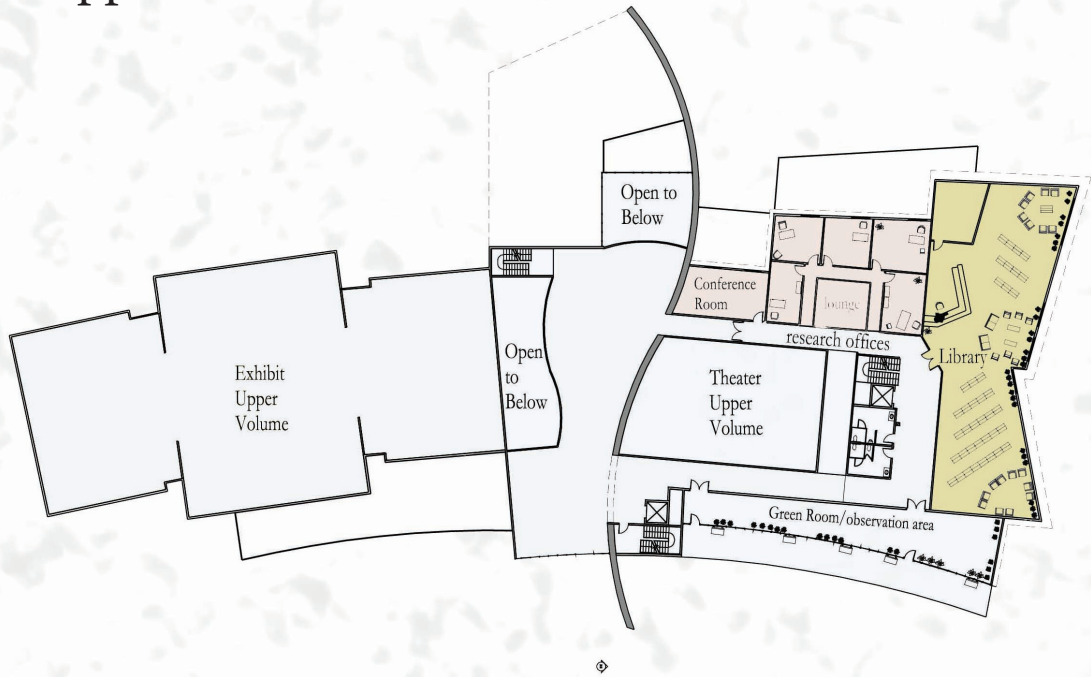 Open to
Below
Conference
Room
lounge
research offices
Library
Open
to
Below
Exhibit
Upper
Volume
Theater
Upper
Volume
Green Room/observation area